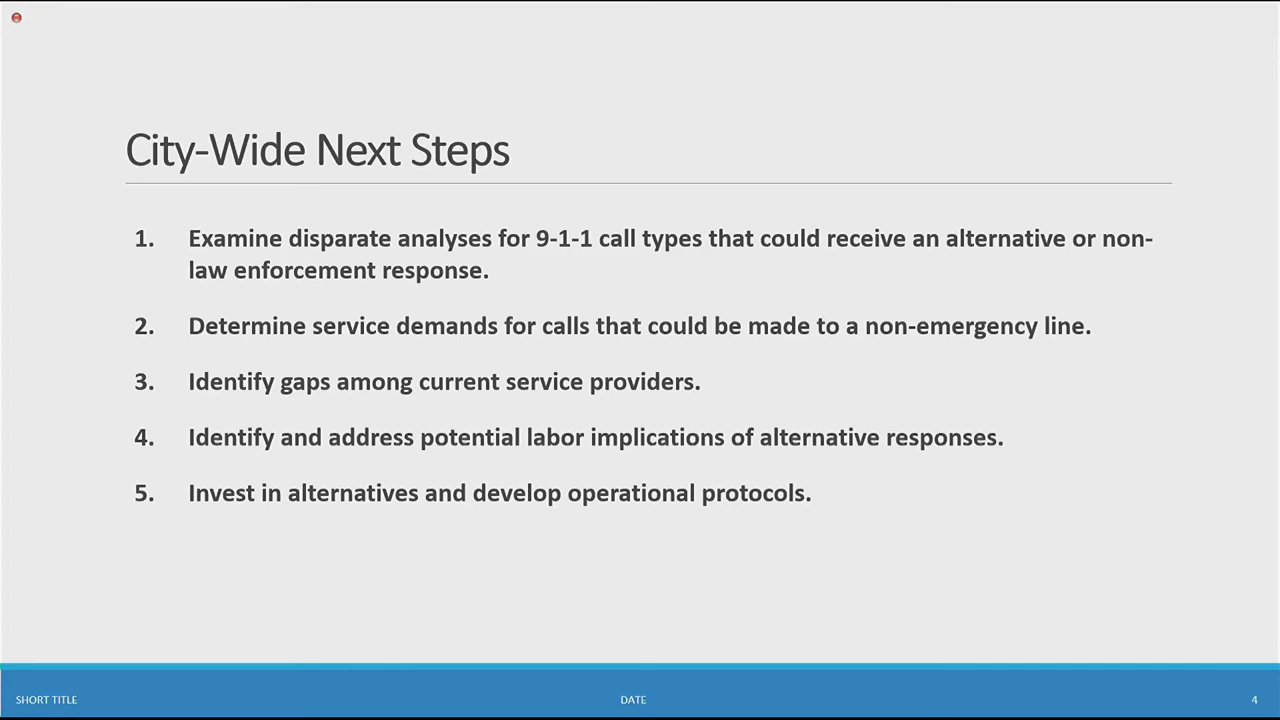 City-Wide Next Steps
1. Examine disparate analyses for 9-1-1 call types that could receive an alternative or non-
law enforcement response.
2. Determine service demands for calls that could be made to a non-emergency line.
3. Identify gaps among current service providers.
4. Identify and address potential labor implications of alternative responses.
5. Invest in alternatives and develop operational protocols.
SHORT TITLE DATE 4